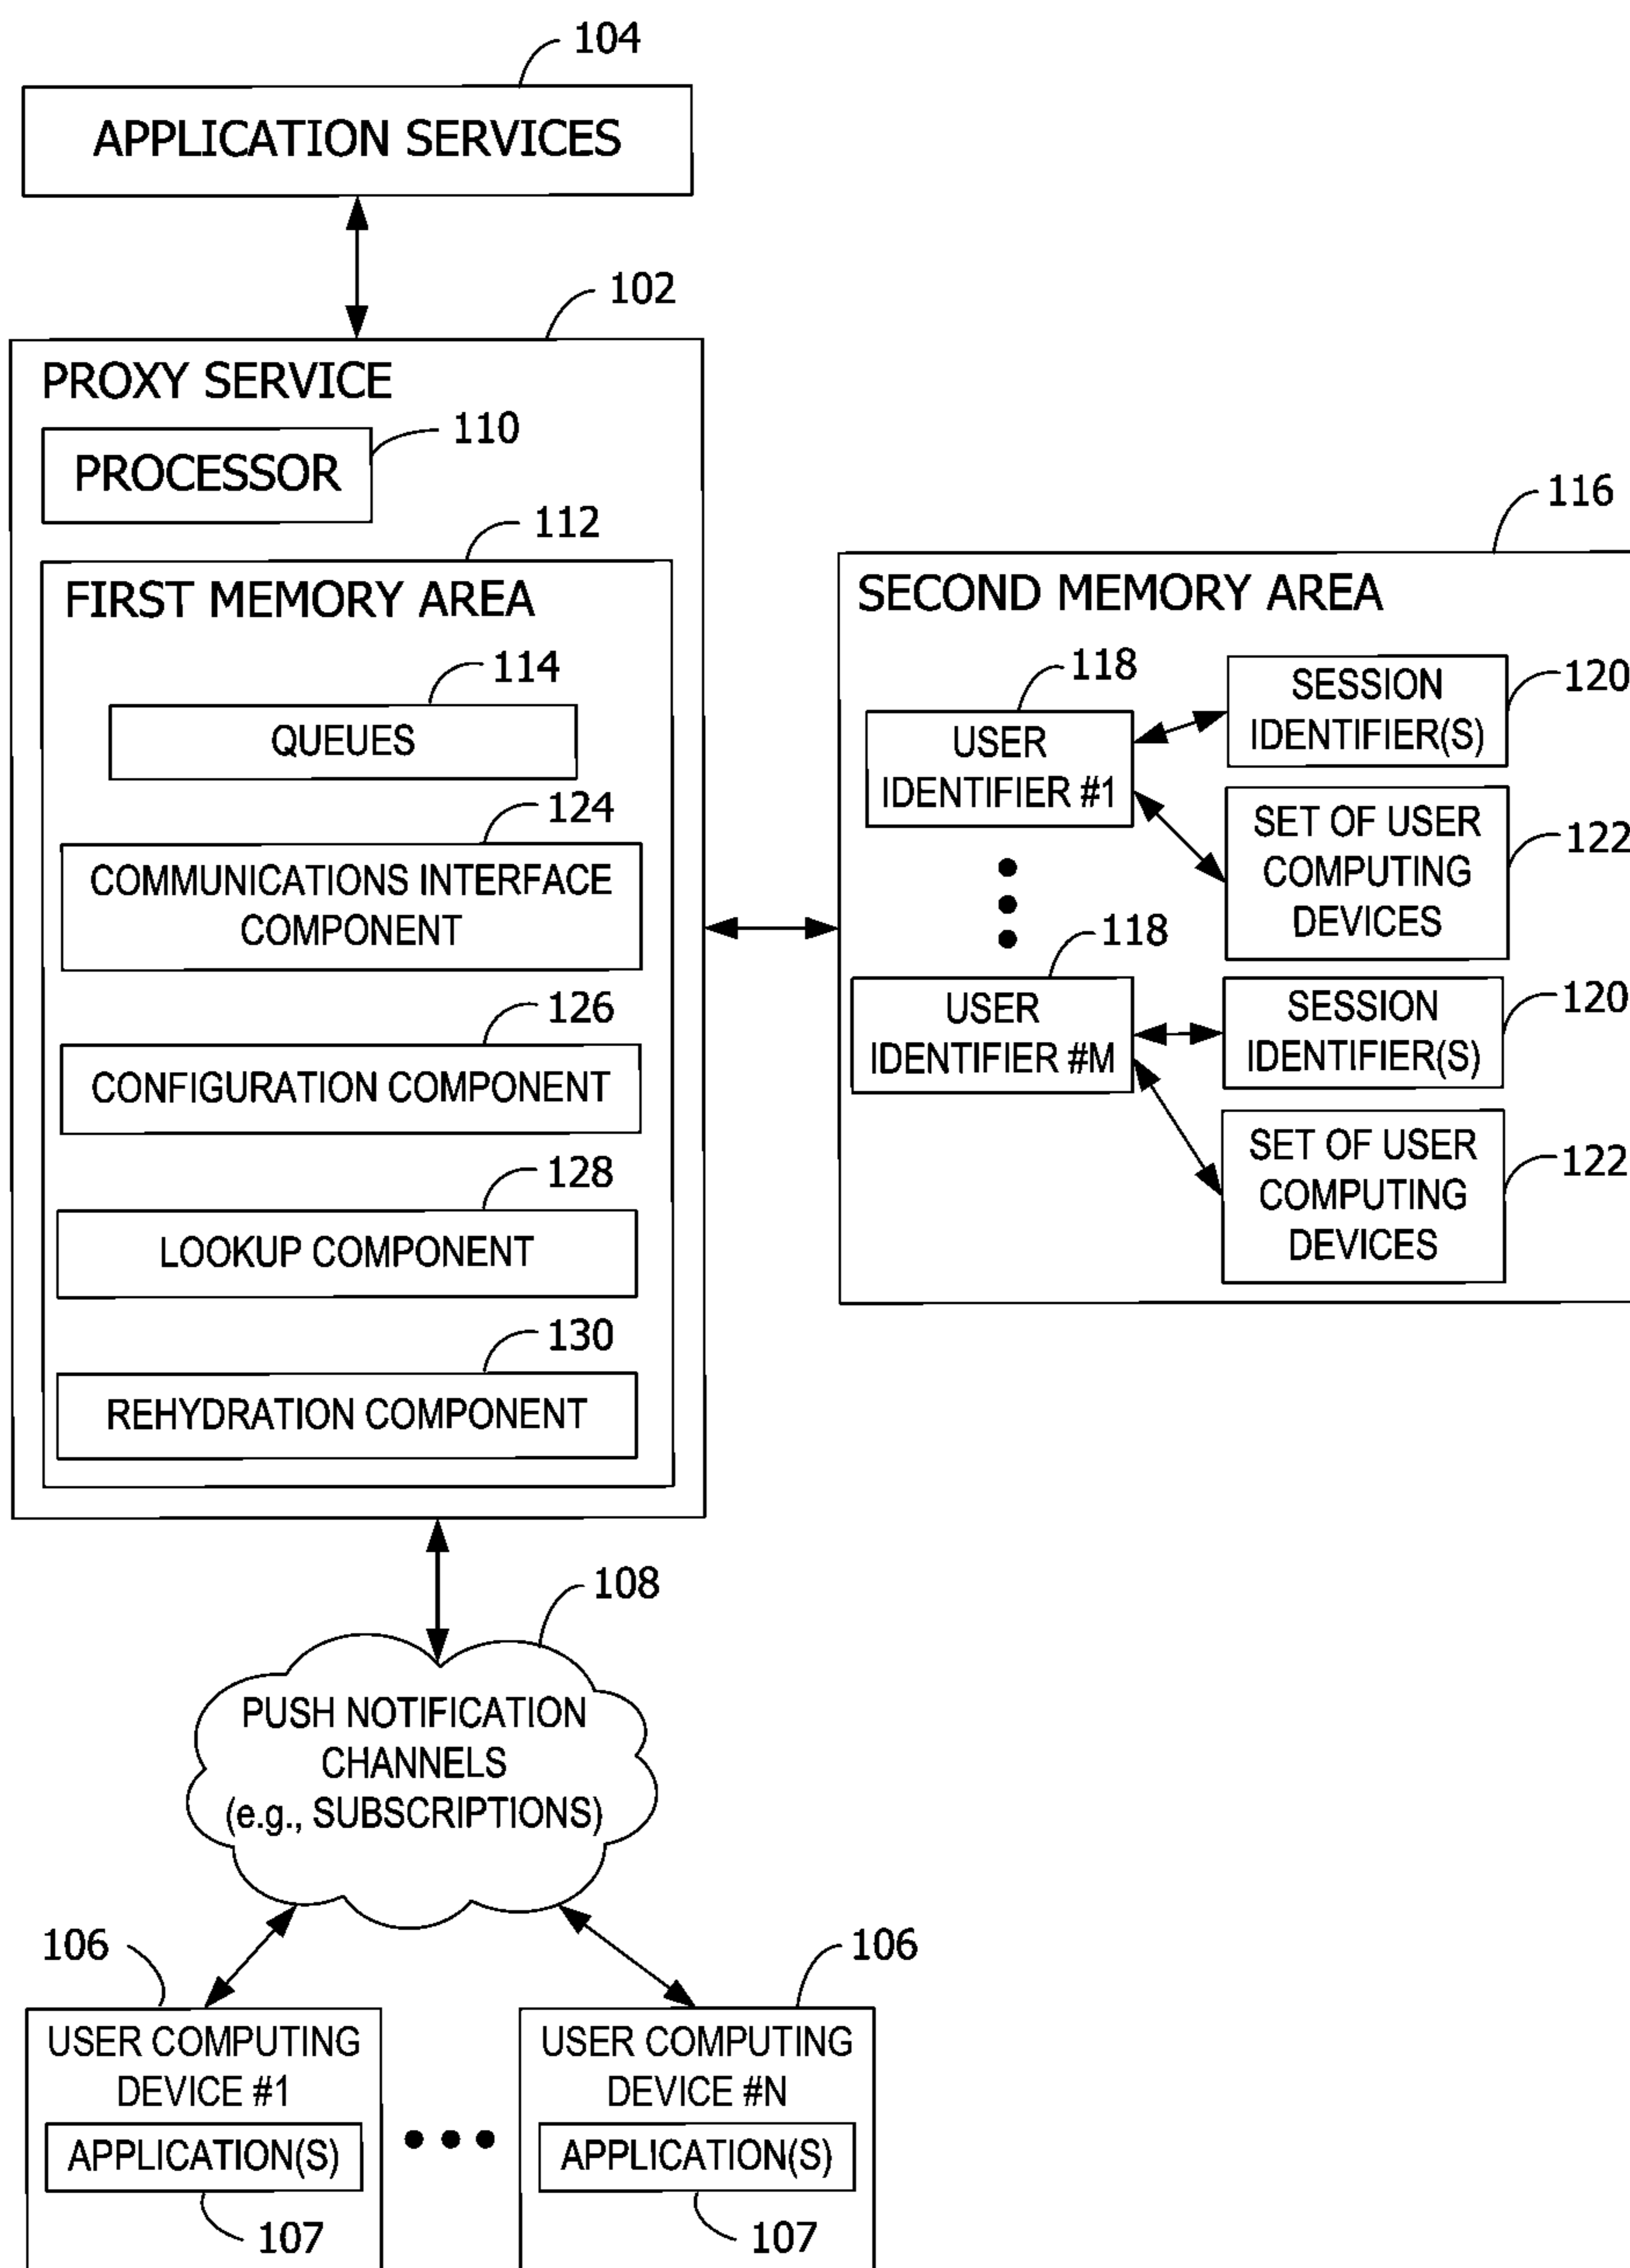 104
APPLICATION SERVICES
102
PROXY SERVICE
110
PROCESSOR
112
FIRST MEMORY AREA
114
QUEUES
124
COMMUNICATIONS INTERFACE
COMPONENT
126
CONFIGURATION COMPONENT
128
LOOKUP COMPONENT
130
REHYDRATION COMPONENT
116
SECOND MEMORY AREA
118
USER
IDENTIFIER #1
SESSION
IDENTIFIER(S)
120
SET OF USER
COMPUTING
DEVICES
122
118
USER
IDENTIFIER #M
SESSION
IDENTIFIER(S)
120
SET OF USER
COMPUTING
DEVICES
122
108
PUSH NOTIFICATION
CHANNELS
(e.g., SUBSCRIPTIONS)
106
USER COMPUTING
DEVICE #1
APPLICATION(S)
107
106
USER COMPUTING
DEVICE #N
APPLICATION(S)
107